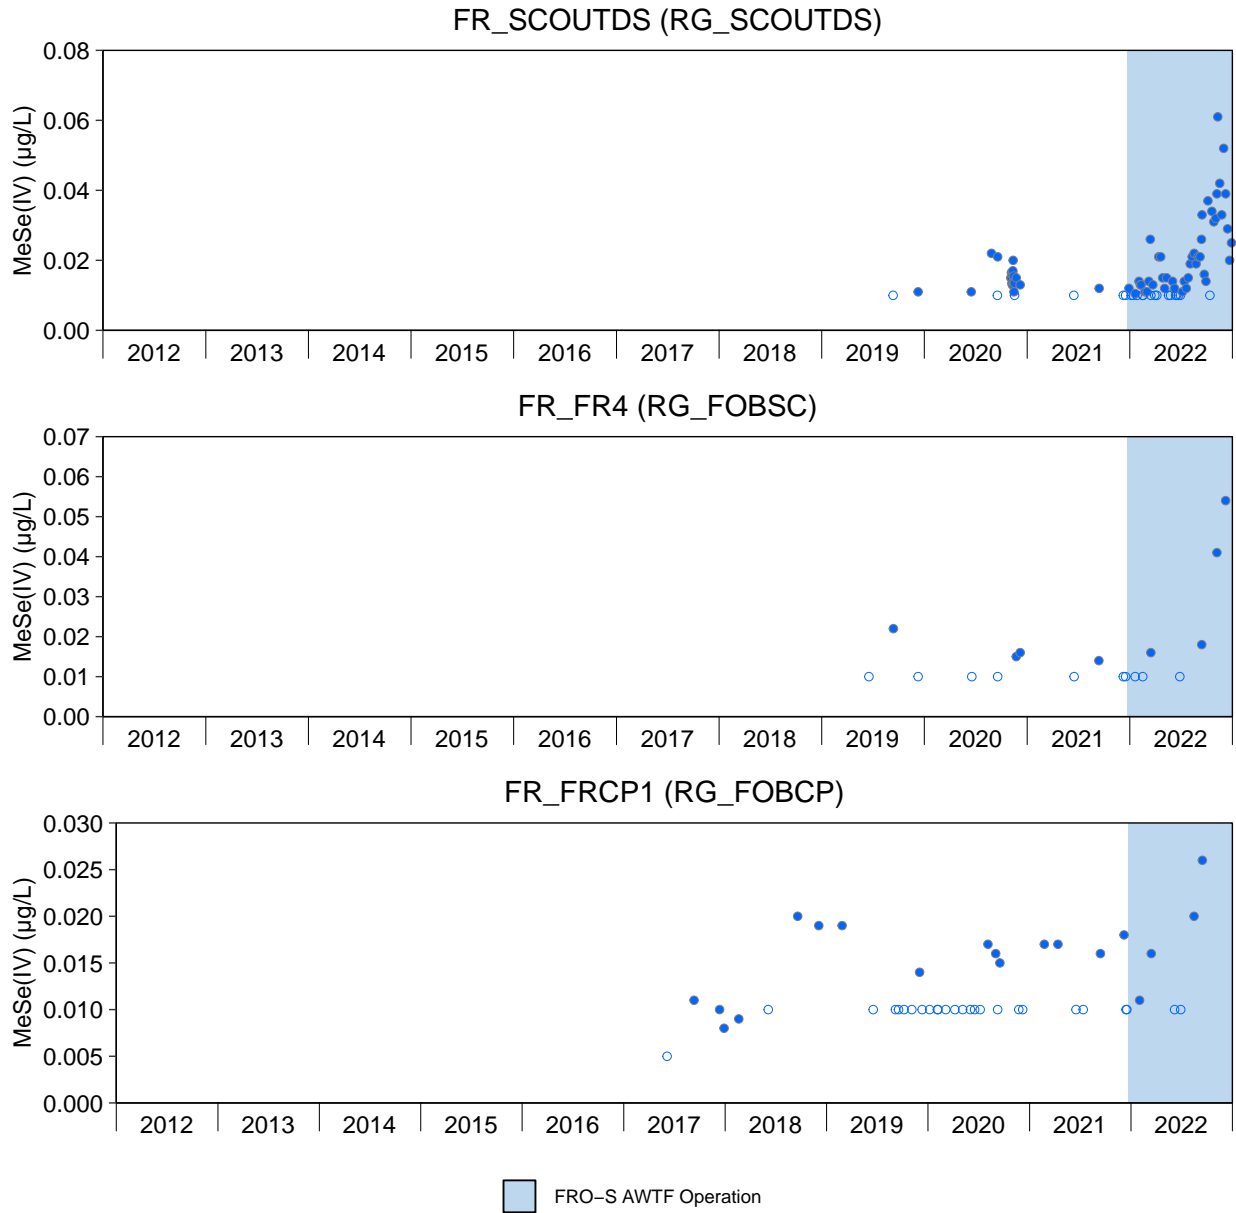 FR_SCOUTDS (RG_SCOUTDS)
MeSe(IV) (µg/L)
0.08
0.06
0.04
0.02
0.00
2012 2013 2014 2015 2016 2017 2018 2019 2020 2021 2022
FR_FR4 (RG_FOBSC)
MeSe(IV) (µg/L)
0.07
0.06
0.05
0.04
0.03
0.02
0.01
0.00
2012 2013 2014 2015 2016 2017 2018 2019 2020 2021 2022
FR_FRCP1 (RG_FOBCP)
MeSe(IV) (µg/L)
0.030
0.025
0.020
0.015
0.010
0.005
0.000
2012 2013 2014 2015 2016 2017 2018 2019 2020 2021 2022
FRO−S AWTF Operation